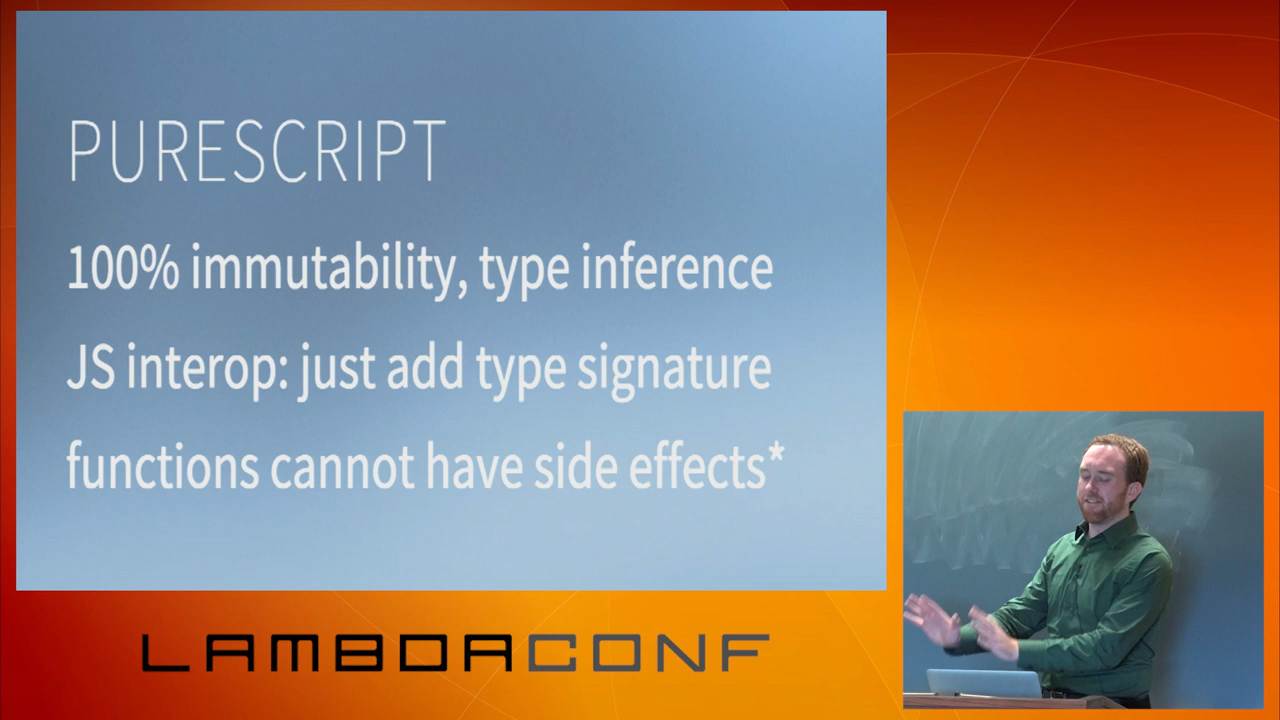 PURESCRIPT
100% immutability, type inference
JS interop: just add type signature
functions cannot have side effects*
LAMBDACONF